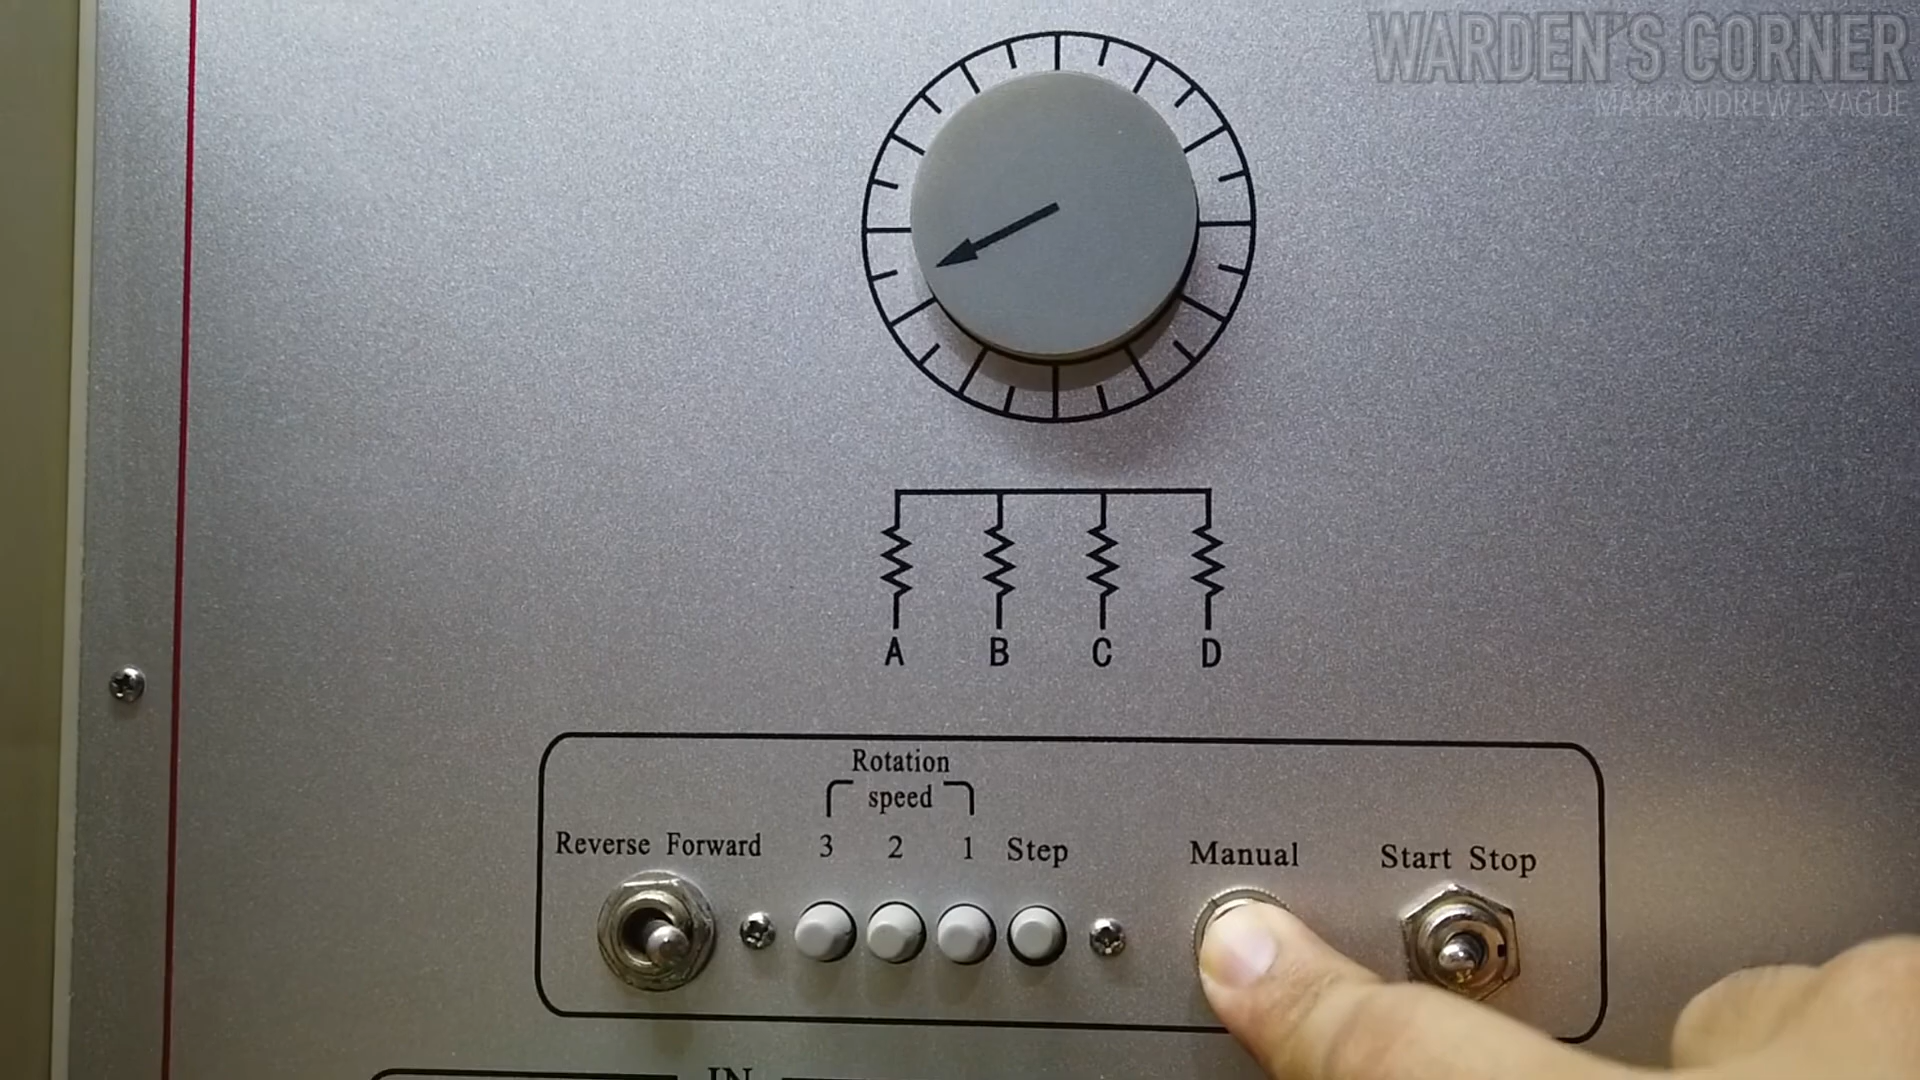 WARDEN'S CORNER
MARK ANDREW L. YAGUE
A B C D
Rotation
speed
Reverse Forward 3 2 1 Step Manual Start Stop
IN